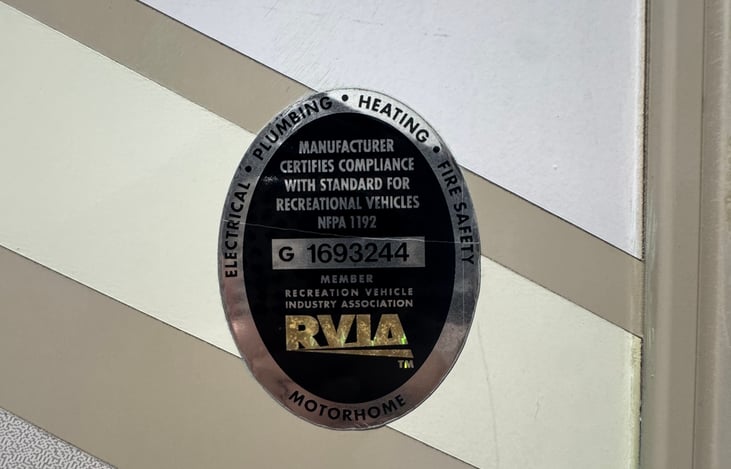 ELECTRICAL • PLUMBING • HEATING • FIRE SAFETY
MANUFACTURER
CERTIFIES COMPLIANCE
WITH STANDARD FOR
RECREATIONAL VEHICLES
NFPA 1192
G 1693244
MEMBER
RECREATION VEHICLE
INDUSTRY ASSOCIATION
RVIA
TM
MOTORHOME